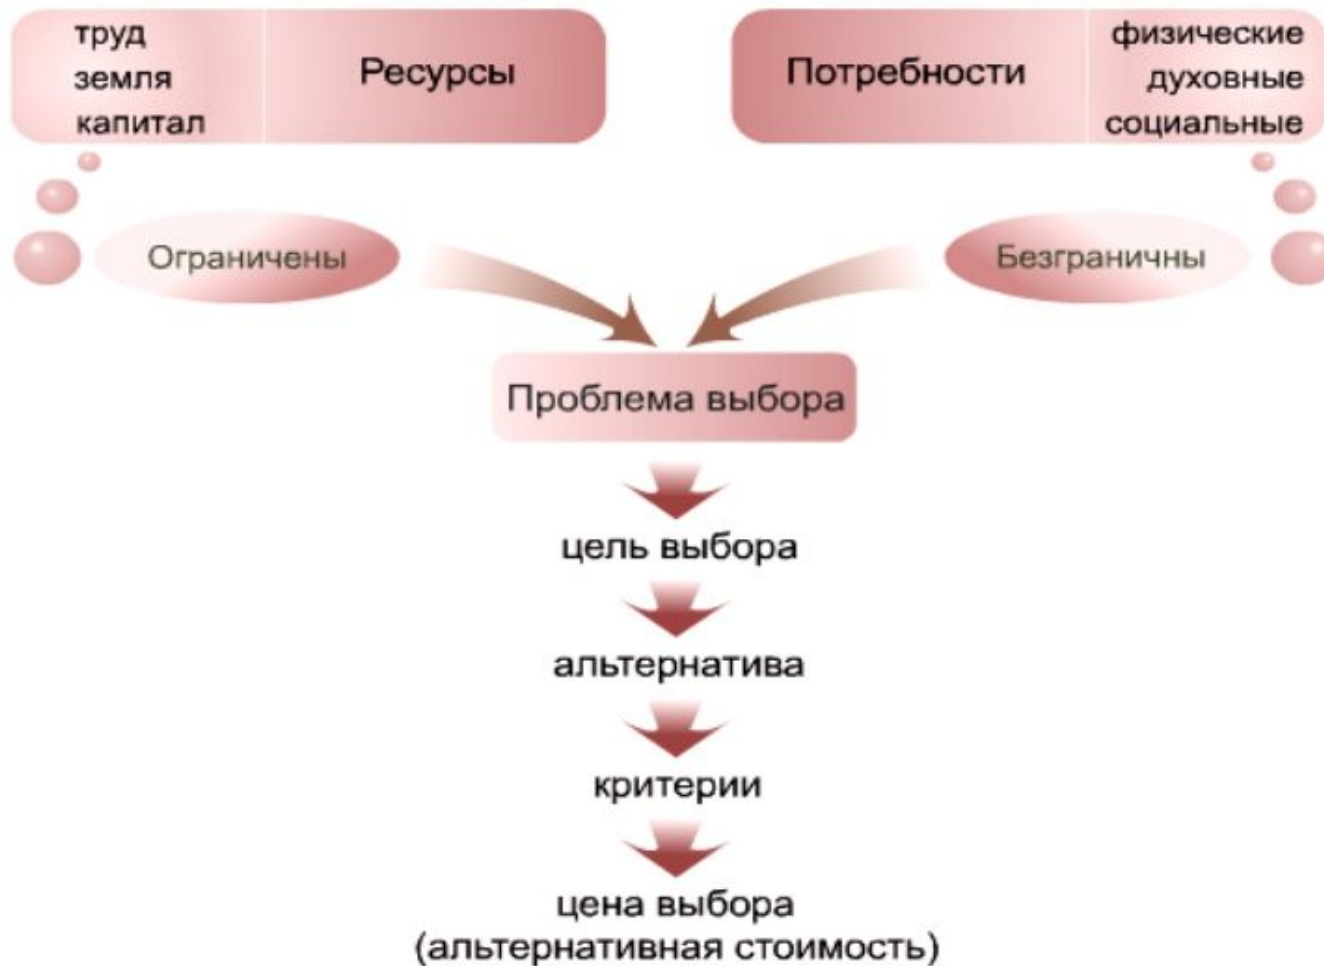 труд
земля
капитал
Ресурсы
Потребности
физические
духовные
социальные
Ограничены
Безграничны
Проблема выбора
цель выбора
альтернатива
критерии
цена выбора
(альтернативная стоимость)